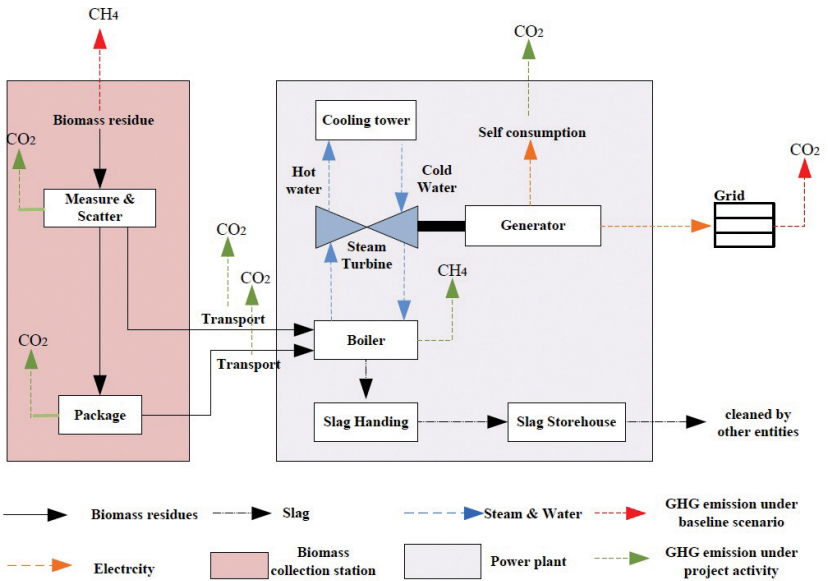 CH4
CO2
CO2
Biomass residue
Cooling tower
Self consumption
CO2
Hot
water
Cold
Water
CO2
Measure &
Scatter
Generator
Grid
Steam
Turbine
CO2
CO2
CH4
Transport
Boiler
CO2
Transport
Package
Slag Handing
Slag Storehouse
cleaned by
other entities
Biomass residues
Slag
Steam & Water
GHG emission under
baseline scenario
Electrcity
Biomass
collection station
Power plant
GHG emission under
project activity